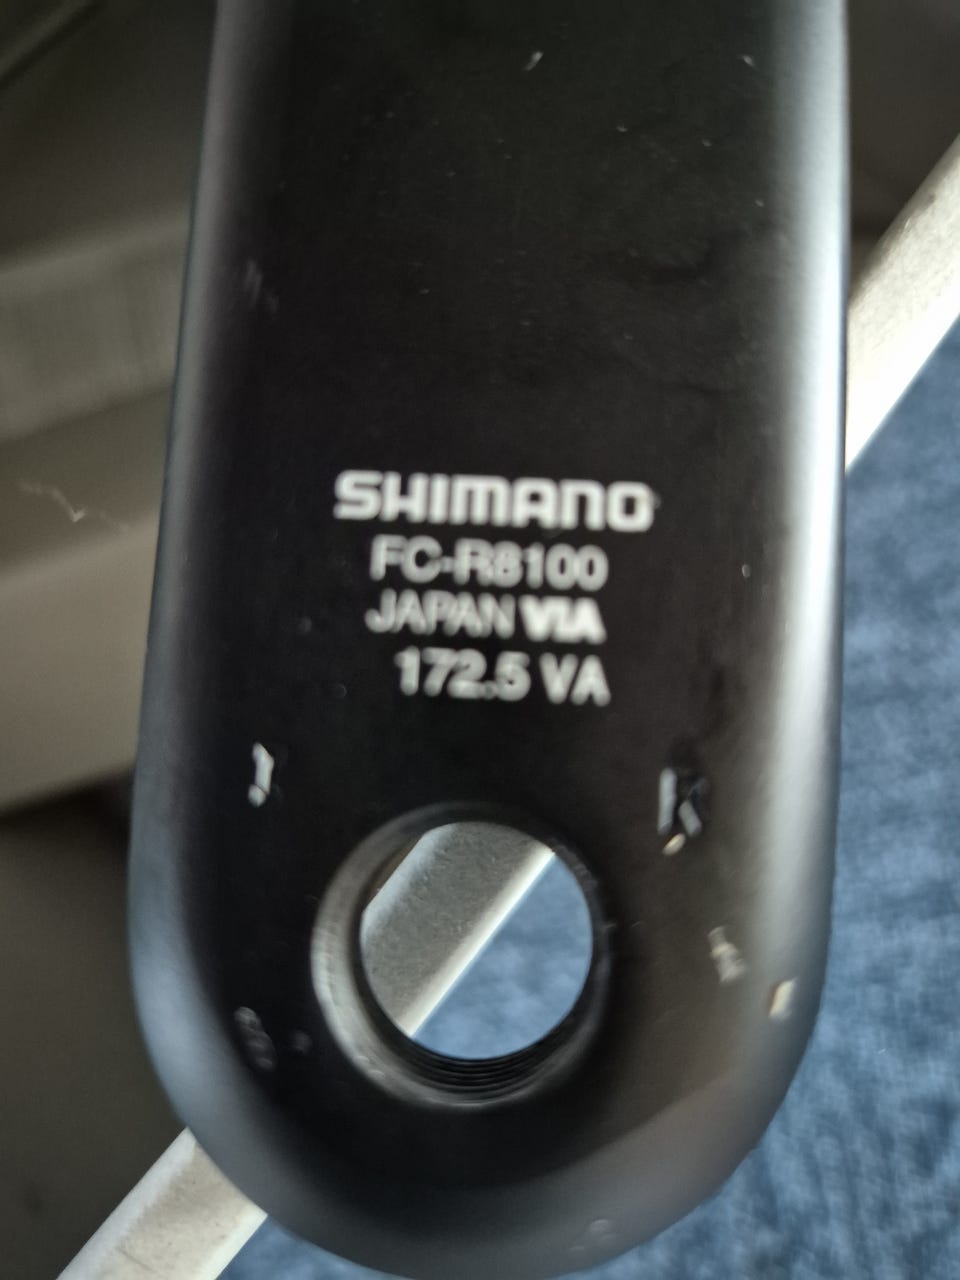 SHIMANO
FC-R8100
JAPAN VIA
172.5 VA